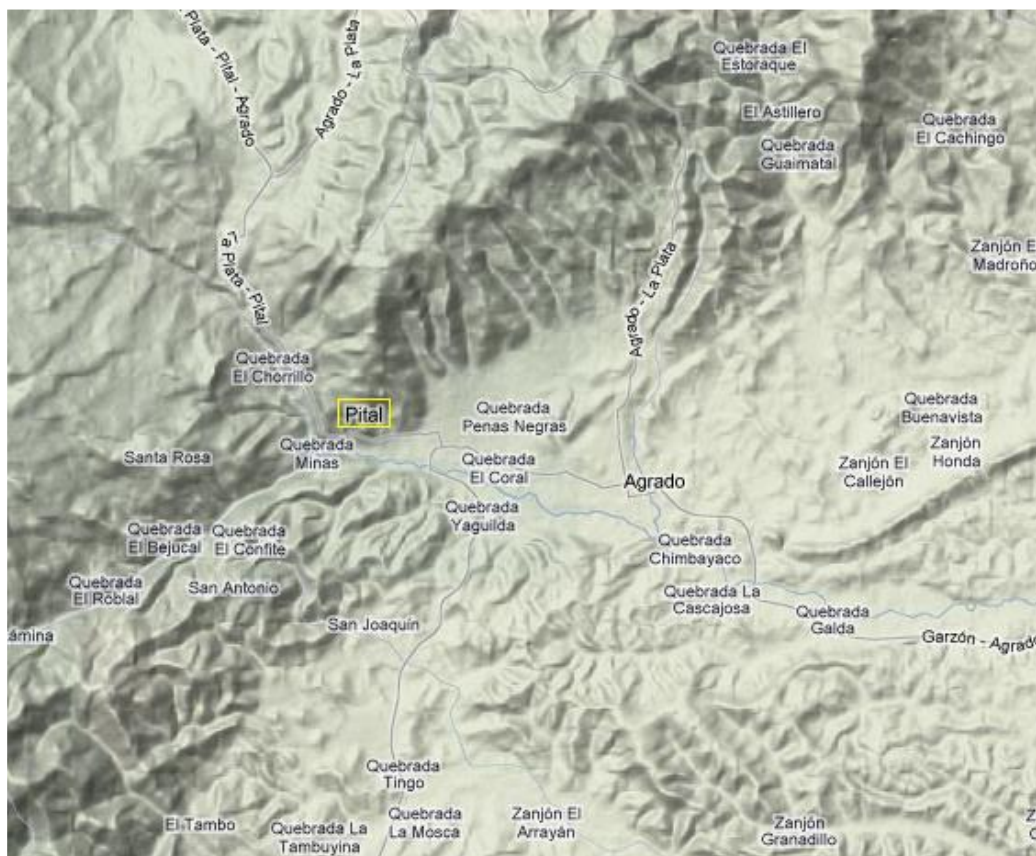 La Plata - Pital - Agrado
Agrado - La Plata
Quebrada El
Estoraque
El Astillero
Quebrada
Guaimatal
Quebrada
El Cachingo
Zanjón E
Madroño
La Plata - Pital
Agrado - La Plata
Quebrada
El Chorrillo
Pital
Quebrada
Penas Negras
Quebrada
Buenavista
Quebrada
Minas
Santa Rosa
Quebrada
El Coral
Agrado
Zanjón El
Callejón
Zanjón
Honda
Quebrada
Yaguilda
Quebrada
El Bejucal
Quebrada
El Confite
Quebrada
Chimbayaco
Quebrada
El Roblal
San Antonio
Quebrada La
Cascajosa
Quebrada
Galda
ámina
San Joaquín
Garzón - Agrado
Quebrada
Tingo
El Tambo
Quebrada La
Tambuyina
Quebrada
La Mosca
Zanjón El
Arrayán
Zanjón
Granadillo